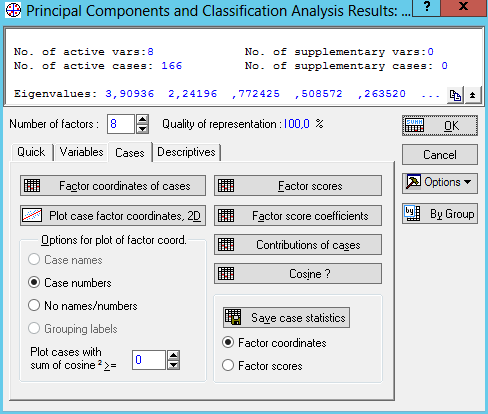 Principal Components and Classification Analysis Results: ...
?
X
No. of active vars:8 No. of supplementary vars:0
No. of active cases: 166 No. of supplementary cases: 0
Eigenvalues: 3,90936 2,24196 ,772425 ,508572 ,263520 ...
Number of factors : 8 Quality of representation : 100,0 %
SUMM OK
Cancel
Options
By Group
Quick Variables Cases Descriptives
Factor coordinates of cases
Factor scores
Plot case factor coordinates, 2D
Factor score coefficients
Options for plot of factor coord.
Contributions of cases
Case names
Cosine ?
Case numbers
No names/numbers
Grouping labels
Plot cases with
sum of cosine ² >= 0
Save case statistics
Factor coordinates
Factor scores